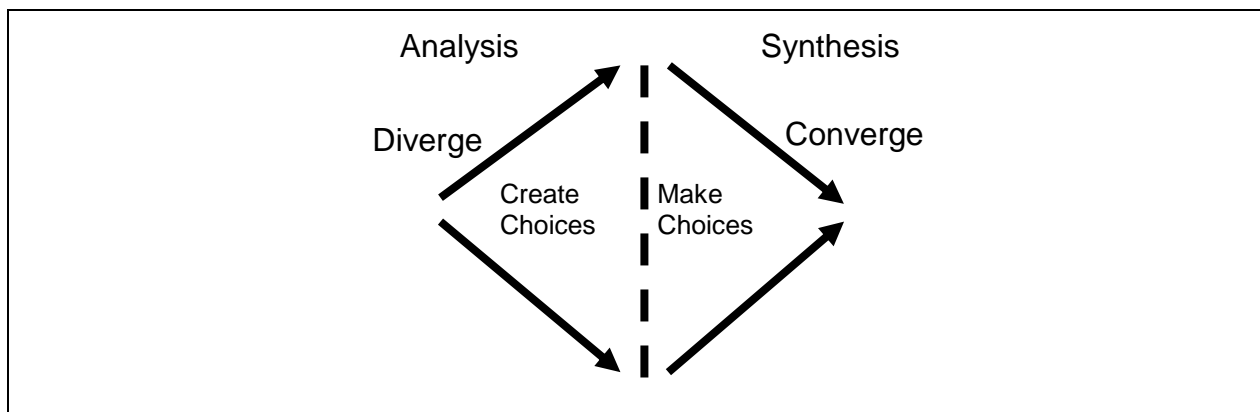 Analysis
Synthesis
Diverge
Converge
Create
Choices
Make
Choices